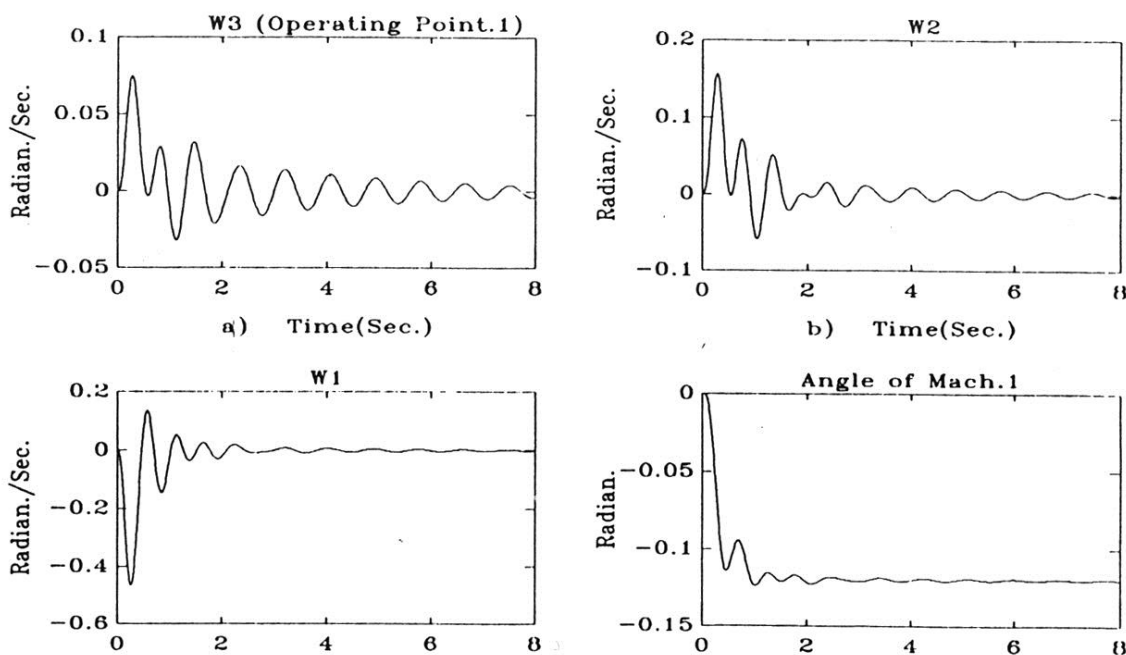 W3 (Operating Point.1)
Radian./Sec.
0.1
0.05
0
−0.05
0 2 4 6 8
a) Time(Sec.)
W2
Radian./Sec.
0.2
0.1
0
−0.1
0 2 4 6 8
b) Time(Sec.)
W1
Radian./Sec.
0.2
0
−0.2
−0.4
−0.6
0 2 4 6 8
Angle of Mach.1
Radian.
0
−0.05
−0.1
−0.15
0 2 4 6 8